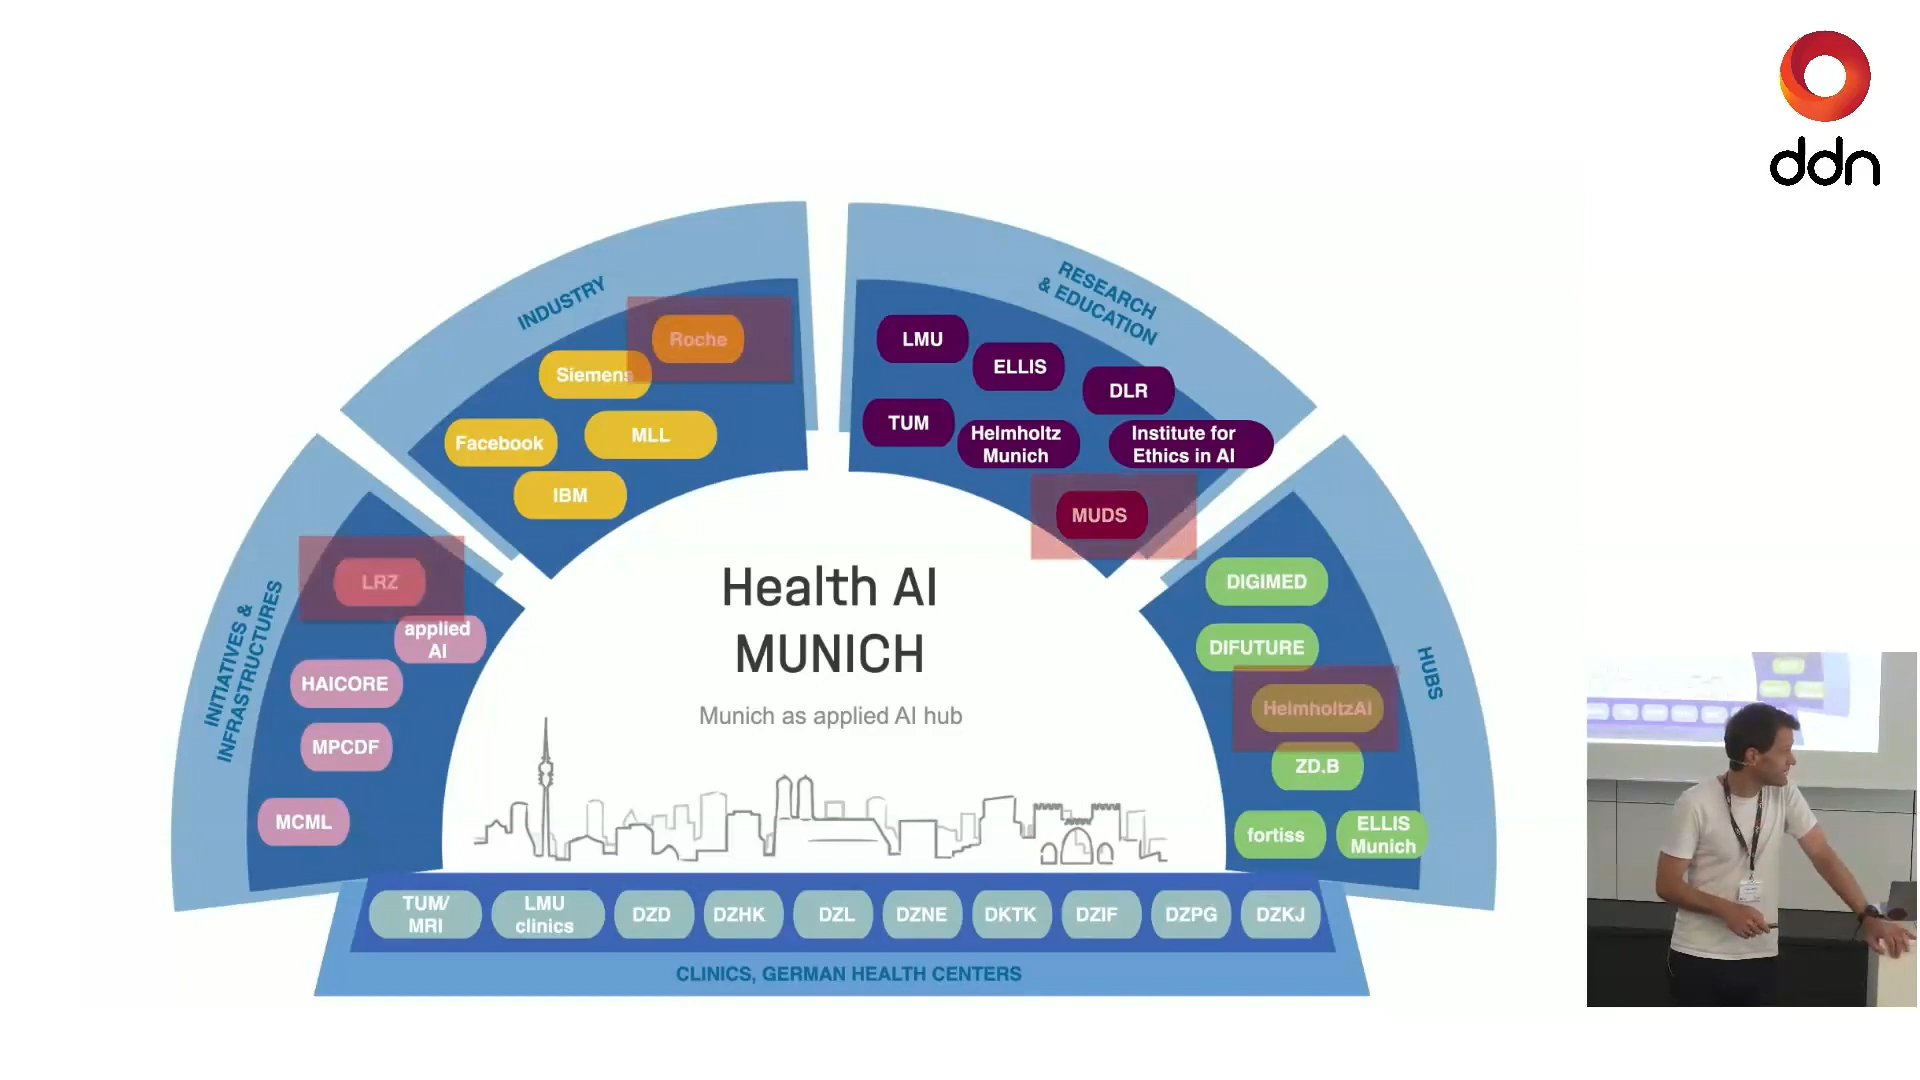 ddn
INDUSTRY
Roche
Siemens
Facebook
MLL
IBM
RESEARCH
& EDUCATION
LMU
ELLIS
DLR
TUM
Helmholtz
Munich
Institute for
Ethics in AI
MUDS
INITIATIVES &
INFRASTRUCTURES
LRZ
applied
AI
HAICORE
MPCDF
MCML
Health AI
MUNICH
Munich as applied AI hub
HUBS
DIGIMED
DIFUTURE
HelmholtzAI
ZD.B
fortiss
ELLIS
Munich
TUM/
MRI
LMU
clinics
DZD
DZHK
DZL
DZNE
DKTK
DZIF
DZPG
DZKJ
CLINICS, GERMAN HEALTH CENTERS